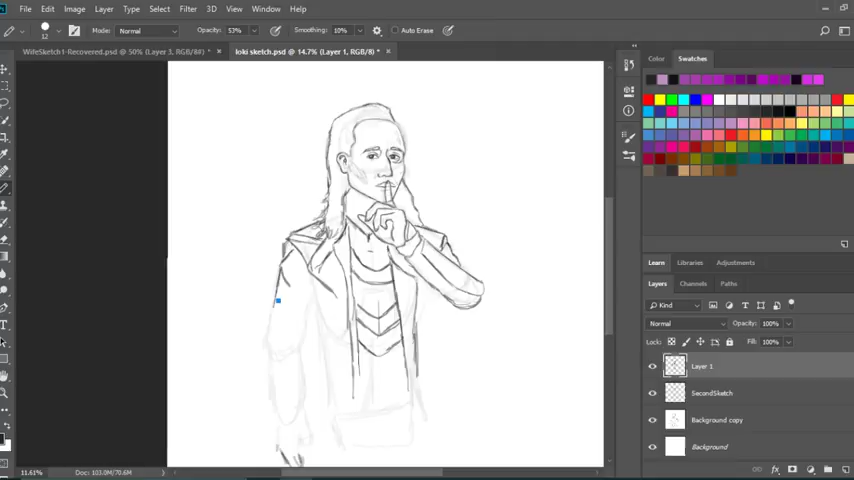 File Edit Image Layer Type Select Filter 3D View Window Help
12 Mode: Normal Opacity: 53% Smoothing: 10% Auto Erase
WifeSketch1-Recovered.psd @ 50% (Layer 3, RGB/8#) * × loki sketch.psd @ 14.7% (Layer 1, RGB/8) * ×
Color Swatches
Learn Libraries Adjustments
Layers Channels Paths
Kind
Normal Opacity: 100%
Lock: Fill: 100%
Layer 1
SecondSketch
Background copy
Background
11.61% Doc: 103.0M/70.6M